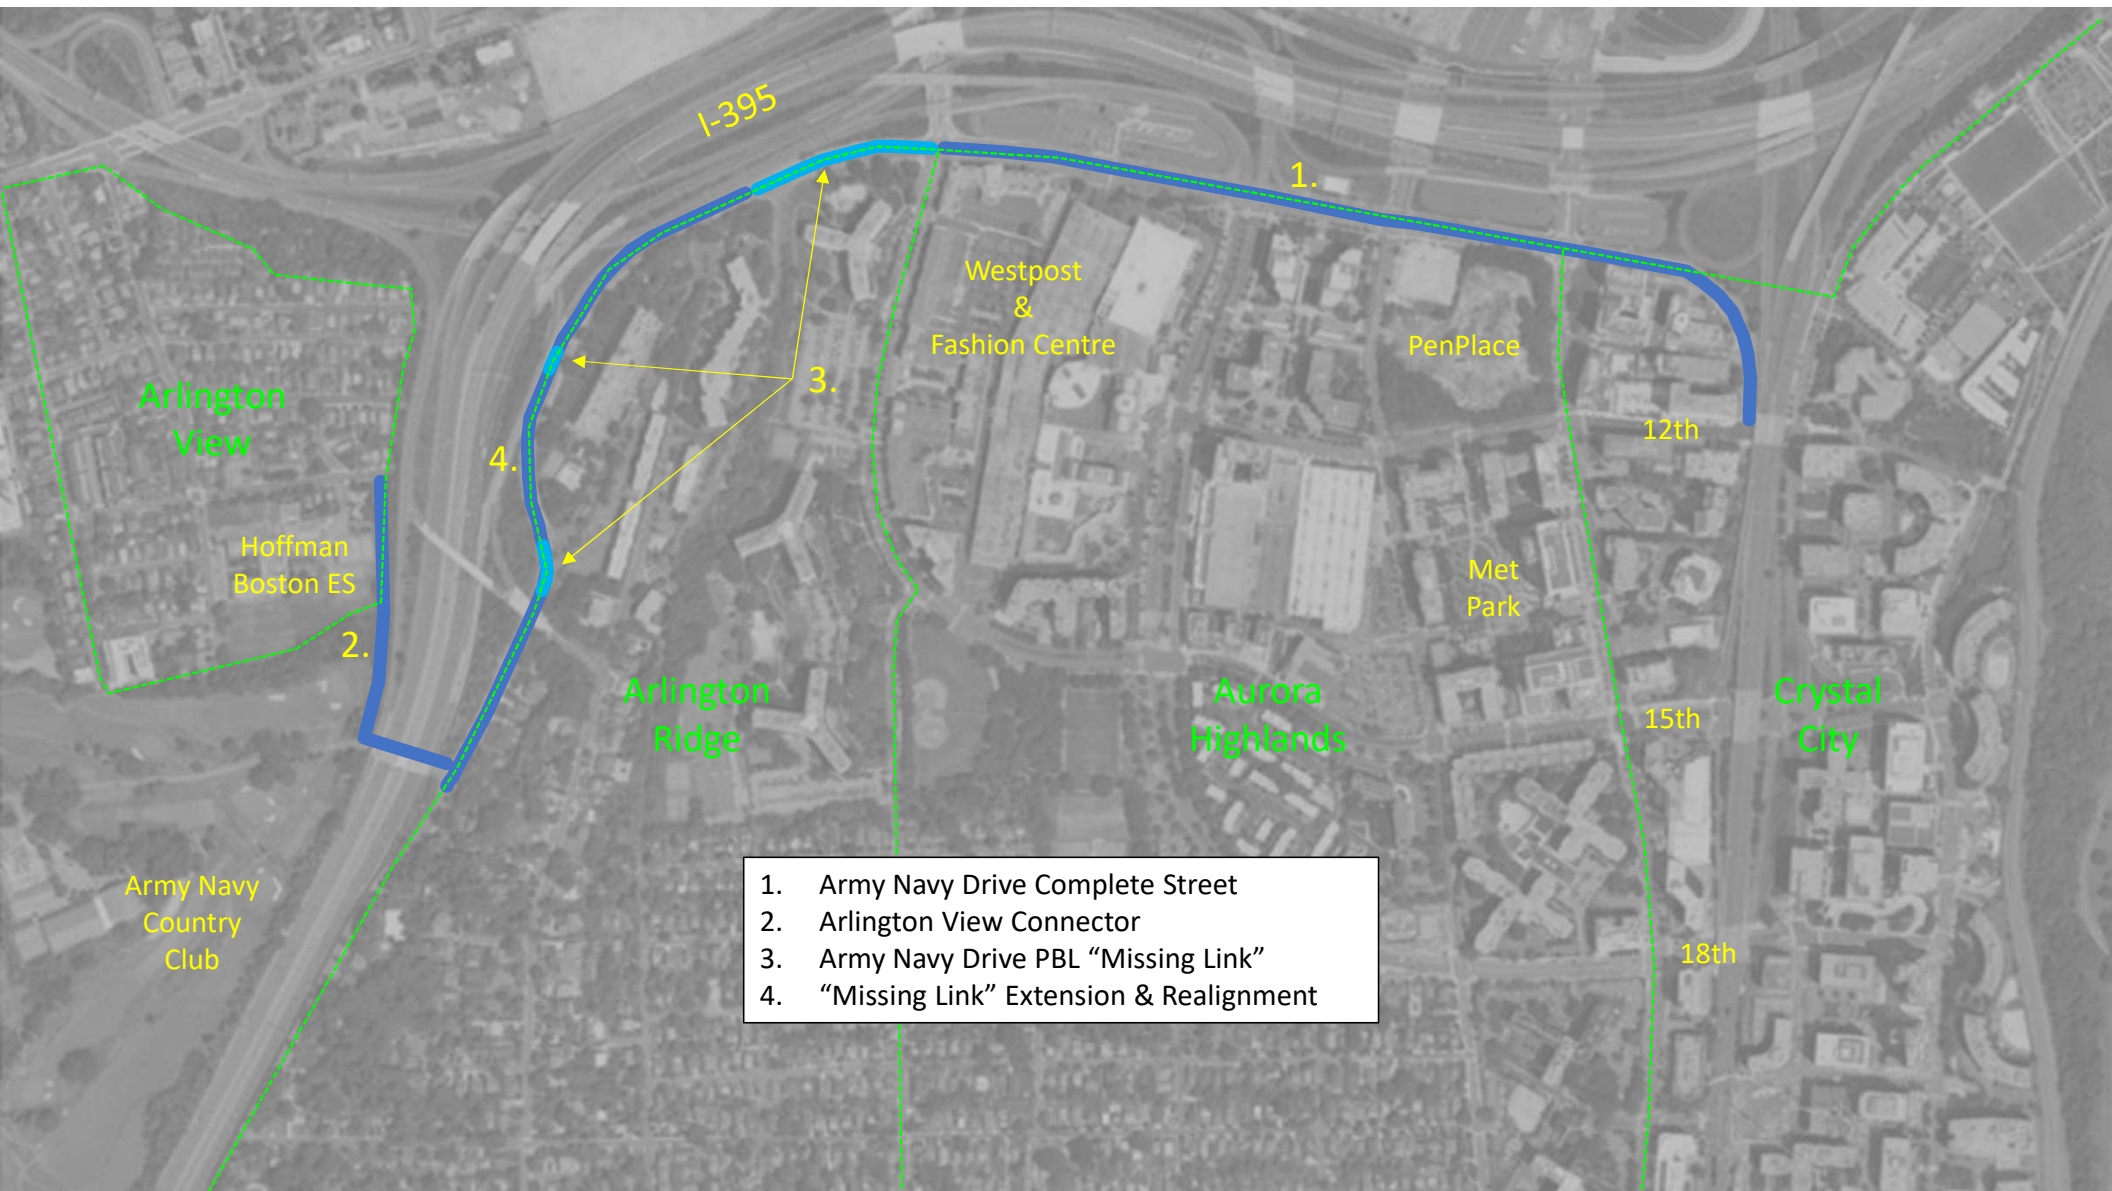 I-395
1.
Westpost
&
Fashion Centre
PenPlace
3.
Arlington
View
12th
4.
Hoffman
Boston ES
Met
Park
2.
Arlington
Ridge
Aurora
Highlands
Crystal
City
15th
Army Navy
Country
Club
18th
1. Army Navy Drive Complete Street
2. Arlington View Connector
3. Army Navy Drive PBL “Missing Link”
4. “Missing Link” Extension & Realignment